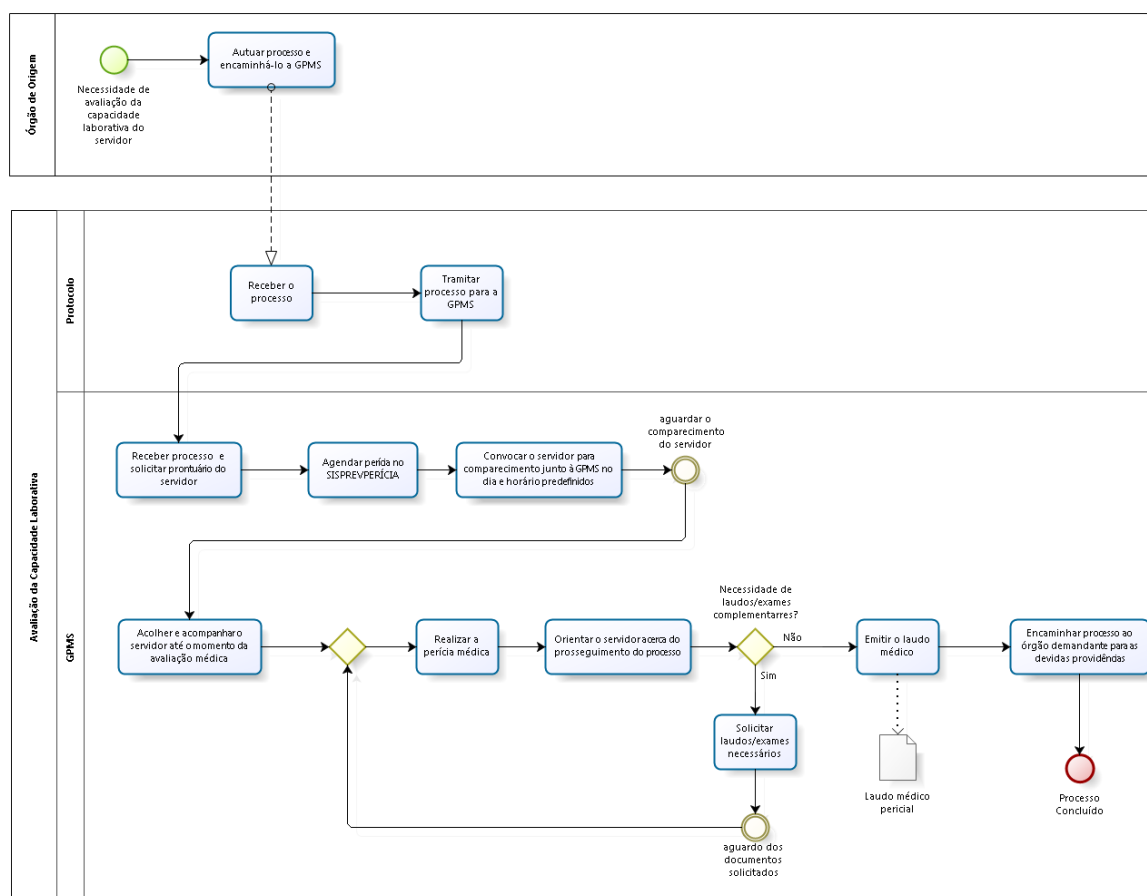 Órgão de Origem
Necessidade de
avaliação da
capacidade
laborativa do
servidor
Autuar processo e
encaminhá-lo a GPMS
Avaliação da Capacidade Laborativa
Protocolo
Receber o
processo
Tramitar
processo para a
GPMS
GPMS
Receber processo e
solicitar prontuário do
servidor
Agendar perícia no
SISPREVPERÍCIA
Convocar o servidor para
comparecimento junto à GPMS no
dia e horário predefinidos
aguardar o
comparecimento
do servidor
Acolher e acompanhar o
servidor até o momento da
avaliação médica
Realizar a
perícia médica
Orientar o servidor acerca do
prosseguimento do processo
Necessidade de
laudos/exames
complementarres?
Não
Sim
Solicitar
laudos/exames
necessários
aguardo dos
documentos
solicitados
Emitir o laudo
médico
Laudo médico
pericial
Encaminhar processo ao
órgão demandante para as
devidas providências
Processo
Concluído